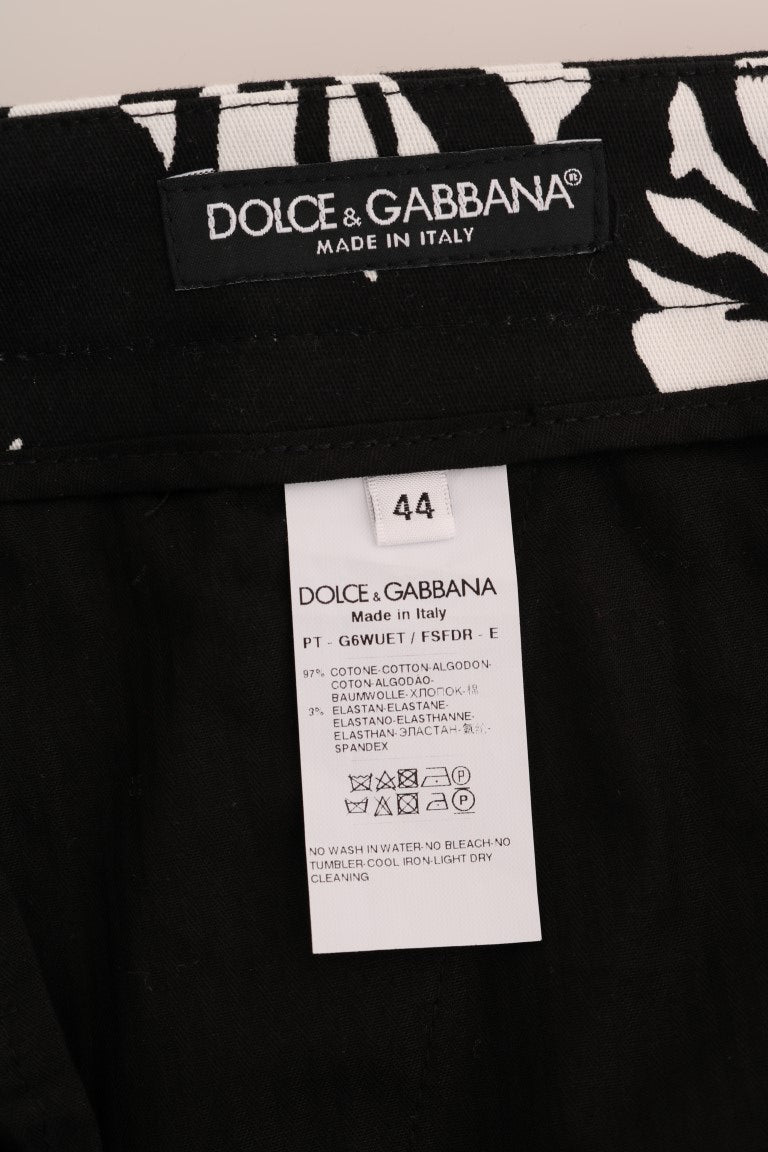 DOLCE & GABBANA®
MADE IN ITALY
44
DOLCE & GABBANA
Made in Italy
PT - G6WUET / FSFDR - E
97% COTONE-COTTON-ALGODON-
COTON-ALGODAO-
BAUMWOLLE-ХЛОПОК-棉
3% ELASTAN-ELASTANE-
ELASTANO-ELASTHANNE-
ELASTHAN-ЭЛАСТАН-氨纶-
SPANDEX
P
P
NO WASH IN WATER-NO BLEACH-NO
TUMBLER-COOL IRON-LIGHT DRY
CLEANING